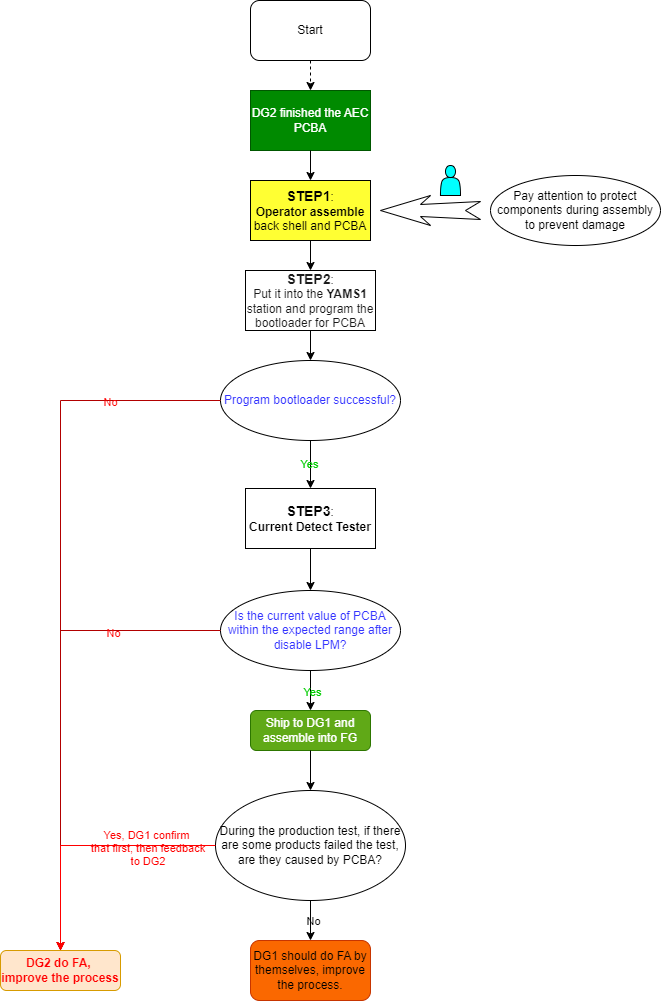 Start
DG2 finished the AEC
PCBA
STEP1:
Operator assemble
back shell and PCBA
Pay attention to protect
components during assembly
to prevent damage
STEP2:
Put it into the YAMS1
station and program the
bootloader for PCBA
Program bootloader successful?
No
Yes
STEP3:
Current Detect Tester
Is the current value of PCBA
within the expected range after
disable LPM?
No
Yes
Ship to DG1 and
assemble into FG
During the production test, if there
are some products failed the test,
are they caused by PCBA?
Yes, DG1 confirm
that first, then feedback
to DG2
No
DG2 do FA,
improve the process
DG1 should do FA by
themselves, improve
the process.